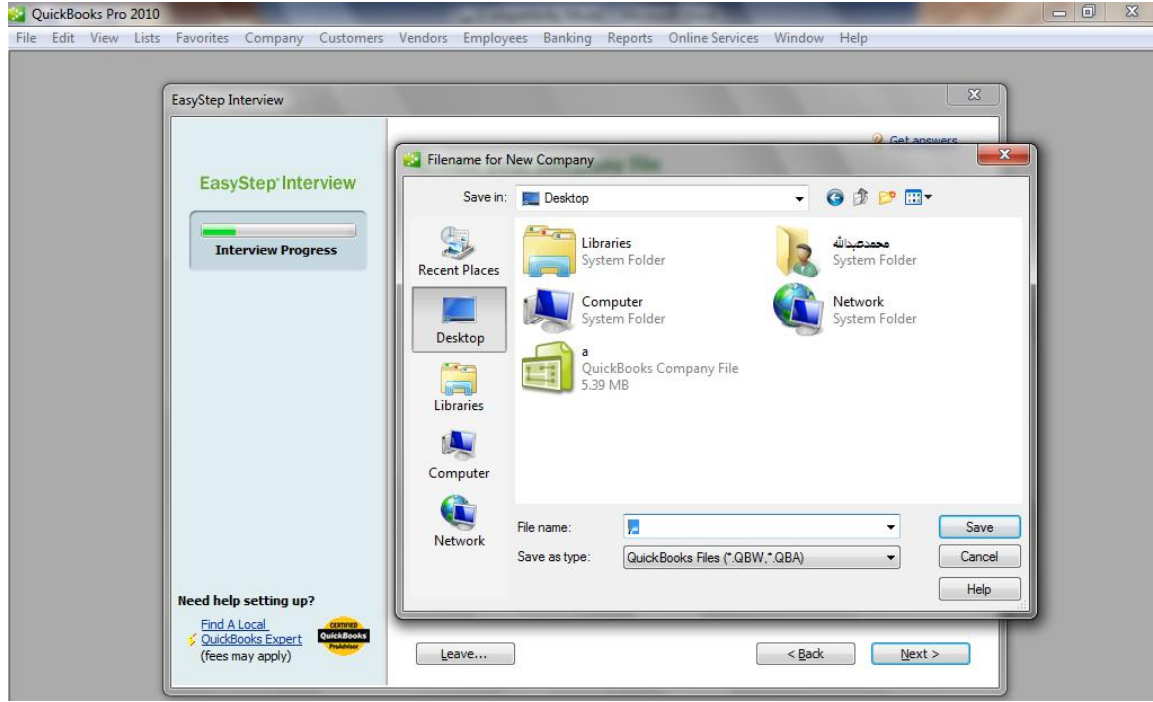 QuickBooks Pro 2010
File Edit View Lists Favorites Company Customers Vendors Employees Banking Reports Online Services Window Help
EasyStep Interview
Get answers
EasyStep Interview
Interview Progress
Filename for New Company
Save in: Desktop
Recent Places
Desktop
Libraries
Computer
Network
Libraries
System Folder
محمدعبدالله
System Folder
Computer
System Folder
Network
System Folder
a
QuickBooks Company File
5.39 MB
File name:
Save
Save as type: QuickBooks Files (*.QBW,*.QBA)
Cancel
Help
Need help setting up?
Find A Local
QuickBooks Expert
(fees may apply)
CERTIFIED
QuickBooks
ProAdvisor
Leave...
< Back
Next >